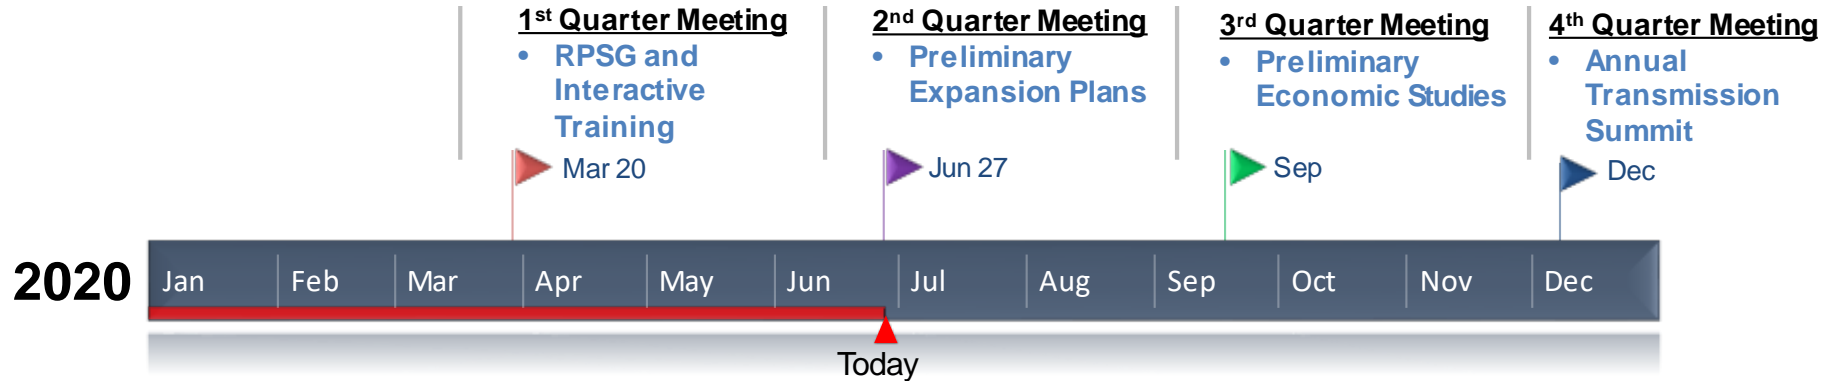 1st Quarter Meeting
• RPSG and
Interactive
Training
Mar 20
2nd Quarter Meeting
• Preliminary
Expansion Plans
Jun 27
3rd Quarter Meeting
• Preliminary
Economic Studies
Sep
4th Quarter Meeting
• Annual
Transmission
Summit
Dec
2020
Jan Feb Mar Apr May Jun Jul Aug Sep Oct Nov Dec
Today